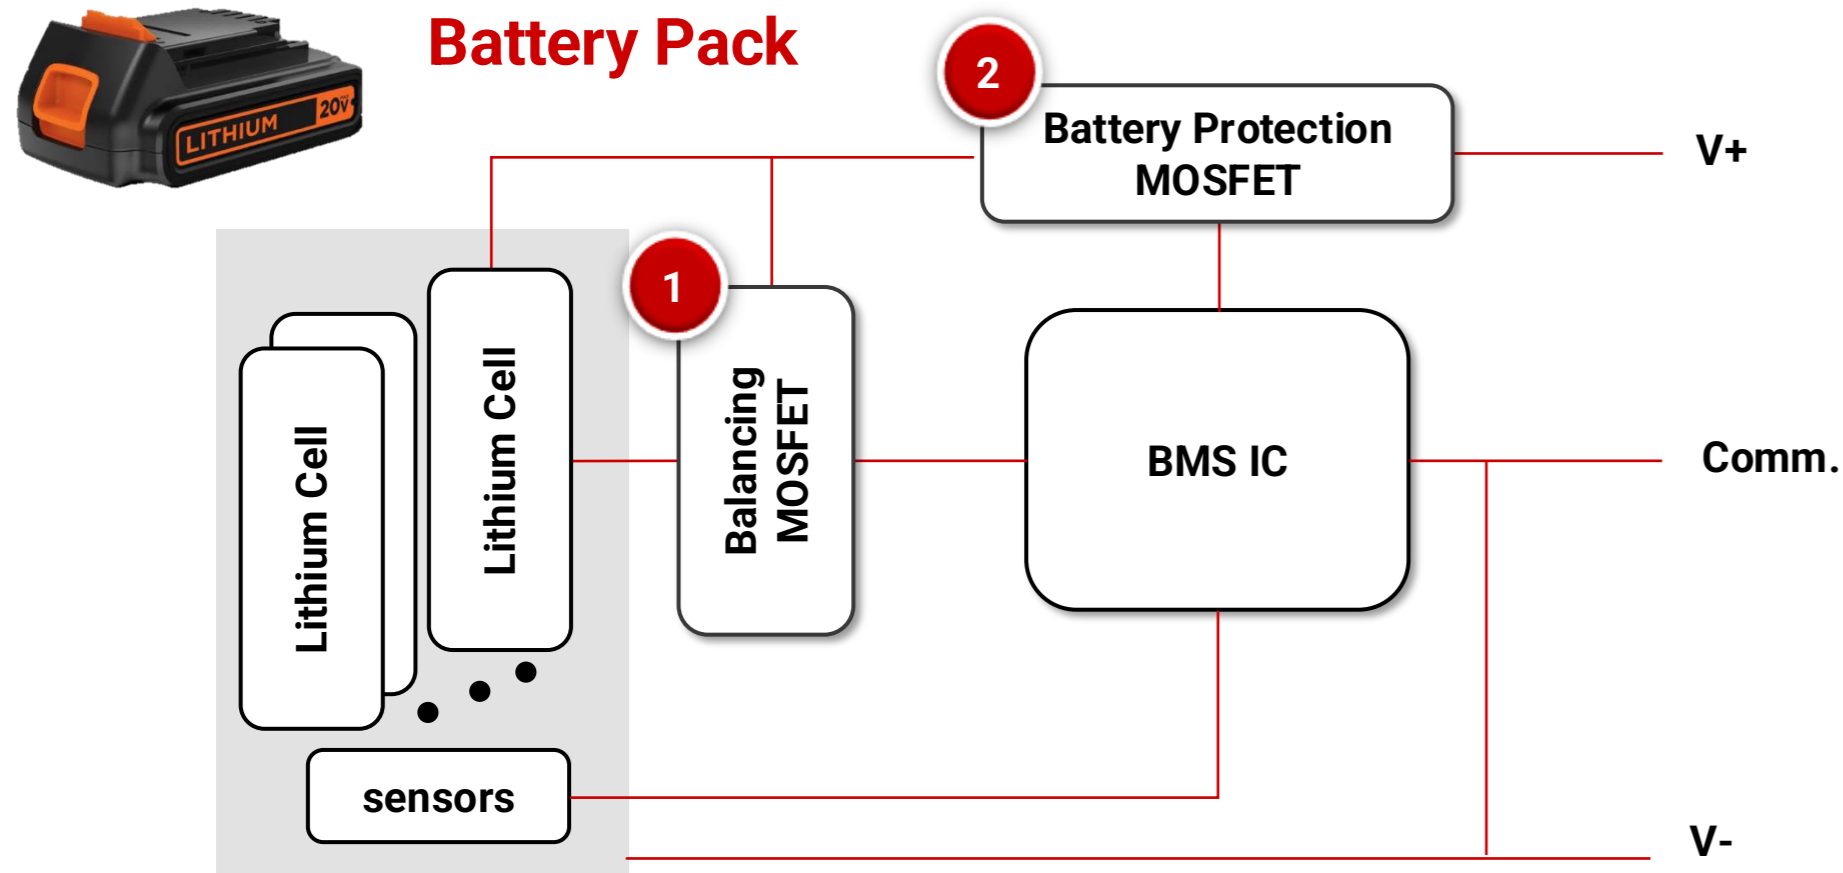 Battery Pack
LITHIUM
20V
MAX
2
Battery Protection
MOSFET
V+
1
Lithium Cell
Lithium Cell
Balancing
MOSFET
BMS IC
Comm.
sensors
V-